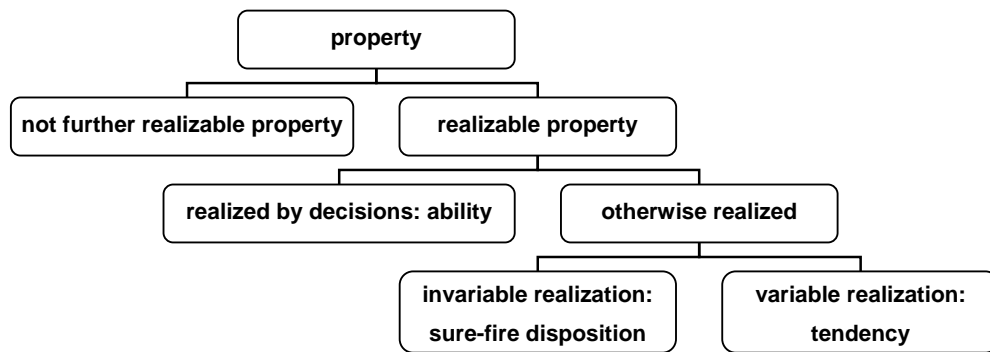 property
not further realizable property
realizable property
realized by decisions: ability
otherwise realized
invariable realization:
sure-fire disposition
variable realization:
tendency